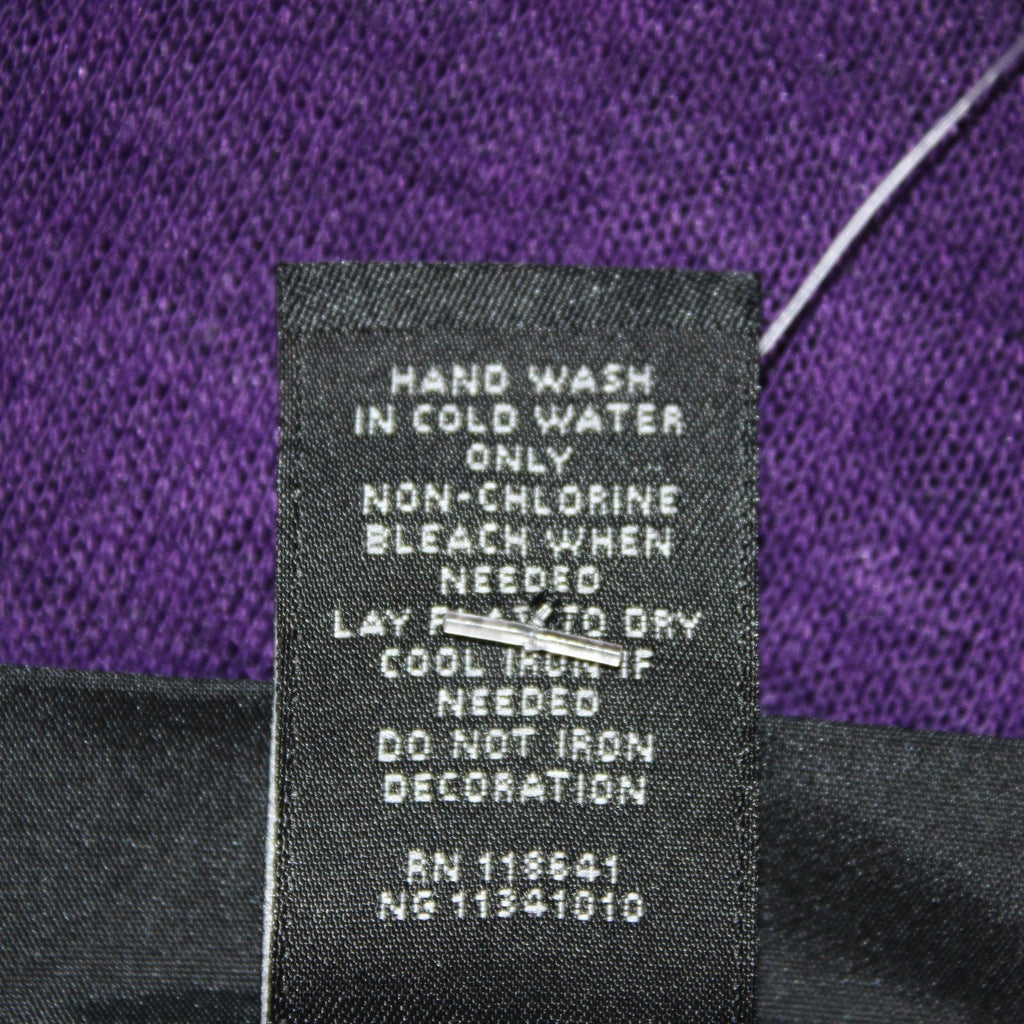 HAND WASH
IN COLD WATER
ONLY
NON-CHLORINE
BLEACH WHEN
NEEDED
LAY FLAT TO DRY
COOL IRON IF
NEEDED
DO NOT IRON
DECORATION
RN 118641
NG 11341010